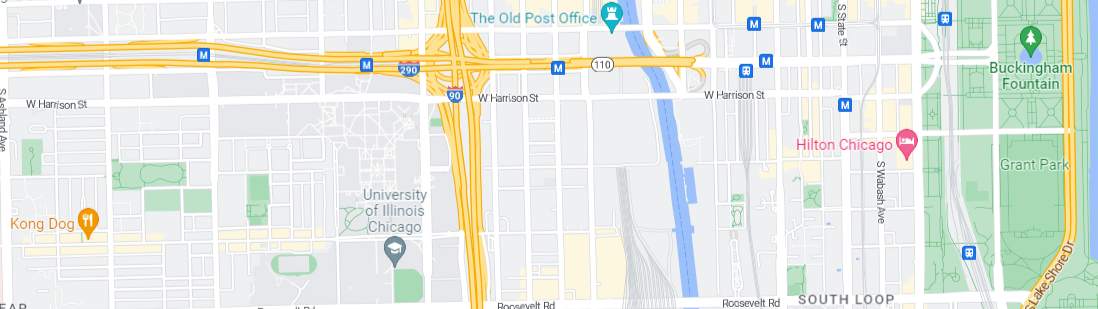 The Old Post Office
M
M
S State St
M
M
M
290
110
Buckingham
Fountain
90
W Harrison St
W Harrison St
W Harrison St
M
S Ashland Ave
Hilton Chicago
Grant Park
S Wabash Ave
University
of Illinois
Chicago
Kong Dog
S Lake Shore Dr
Roosevelt Rd
Roosevelt Rd
SOUTH LOOP